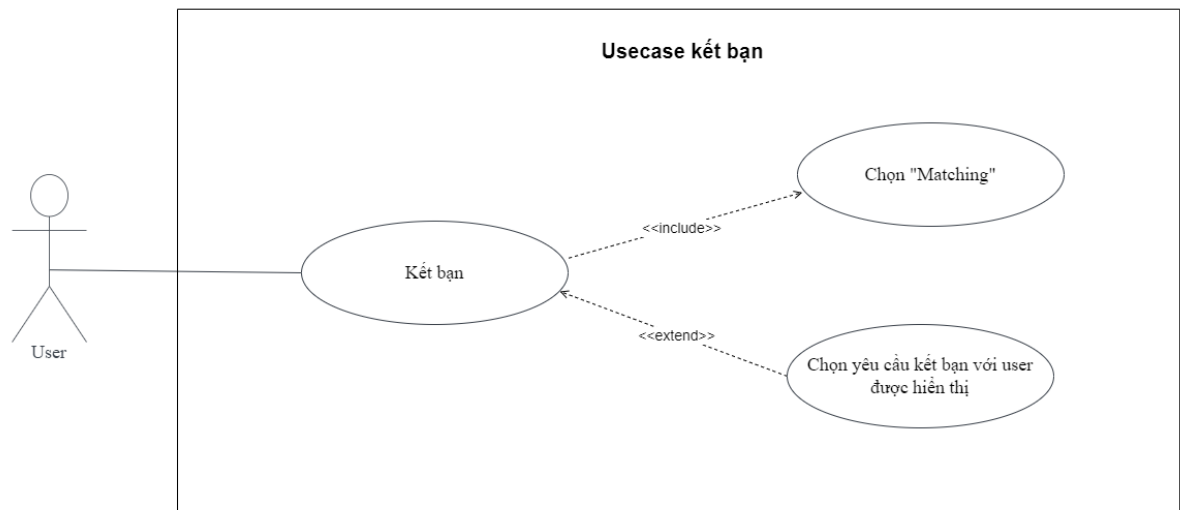 Usecase kết bạn
Chọn "Matching"
<<include>>
Kết bạn
<<extend>>
User
Chọn yêu cầu kết bạn với user
được hiển thị